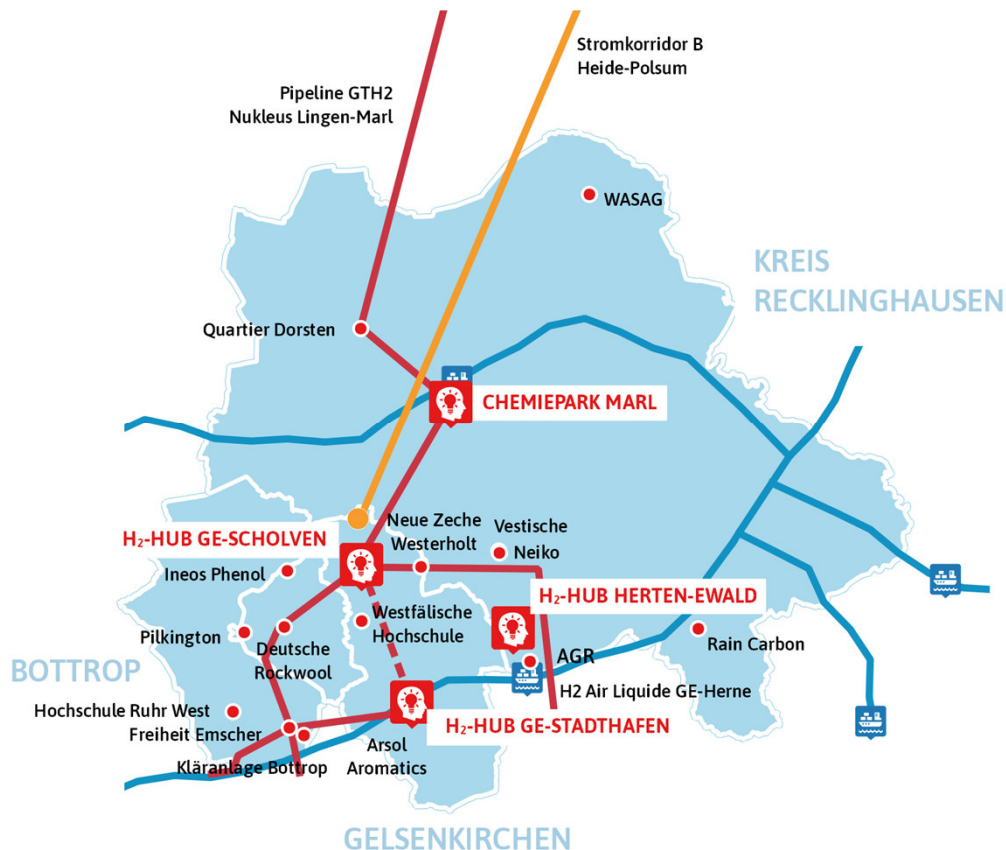 Stromkorridor B
Heide-Polsum
Pipeline GTH2
Nukleus Lingen-Marl
WASAG
KREIS
RECKLINGHAUSEN
Quartier Dorsten
CHEMIEPARK MARL
Neue Zeche
Westerholt
Vestische
Neiko
H₂-HUB GE-SCHOLVEN
Ineos Phenol
H₂-HUB HERTEN-EWALD
Westfälische
Hochschule
Pilkington
Deutsche
Rockwool
Rain Carbon
AGR
BOTTROP
H2 Air Liquide GE-Herne
Hochschule Ruhr West
Freiheit Emscher
H₂-HUB GE-STADTHAFEN
Kläranlage Bottrop
Arsol
Aromatics
GELSENKIRCHEN